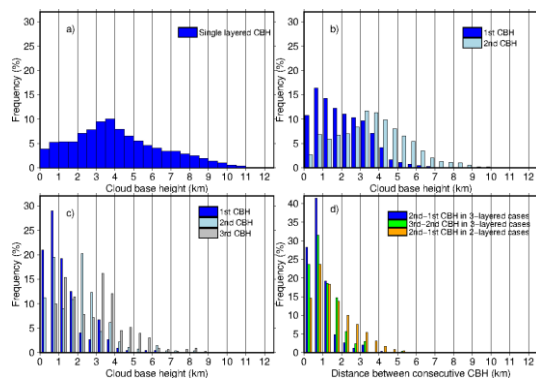 a)
Single layered CBH
Frequency (%)
30
25
20
15
10
5
0
0 1 2 3 4 5 6 7 8 9 10 11 12
Cloud base height (km)
b)
1st CBH
2nd CBH
Frequency (%)
30
25
20
15
10
5
0
0 1 2 3 4 5 6 7 8 9 10 11 12
Cloud base height (km)
c)
1st CBH
2nd CBH
3rd CBH
Frequency (%)
30
25
20
15
10
5
0
0 1 2 3 4 5 6 7 8 9 10 11 12
Cloud base height (km)
d)
2nd-1st CBH in 3-layered cases
3rd-2nd CBH in 3-layered cases
2nd-1st CBH in 2-layered cases
Frequency (%)
40
35
30
25
20
15
10
5
0
0 1 2 3 4 5 6 7 8 9 10 11 12
Distance between consecutive CBH (km)